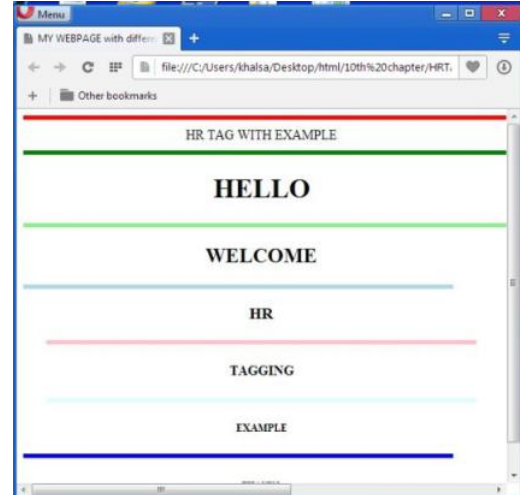 Menu
MY WEBPAGE with differen
file:///C:/Users/khalsa/Desktop/html/10th%20chapter/HRT.
Other bookmarks
HR TAG WITH EXAMPLE
HELLO
WELCOME
HR
TAGGING
EXAMPLE